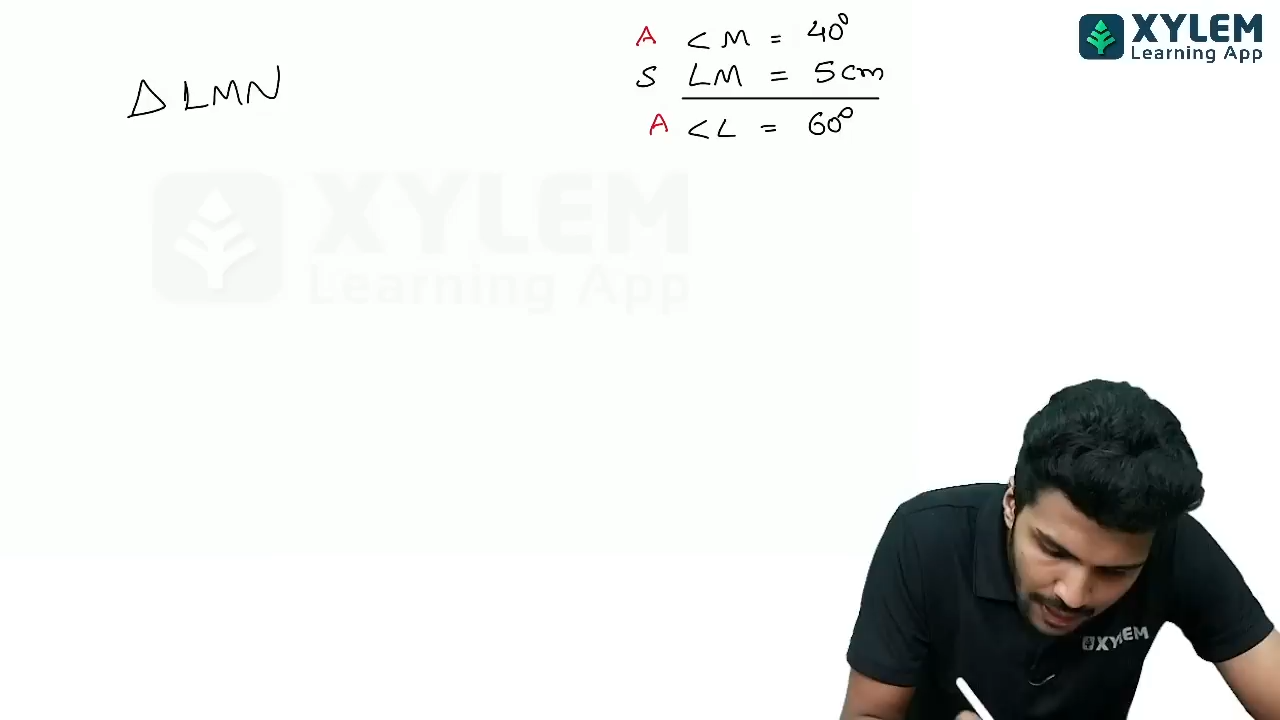 A < M = 40°
S LM = 5cm
A < L = 60°
Δ LMN
XYLEM
Learning App
XYLEM
Learning App
XYLEM